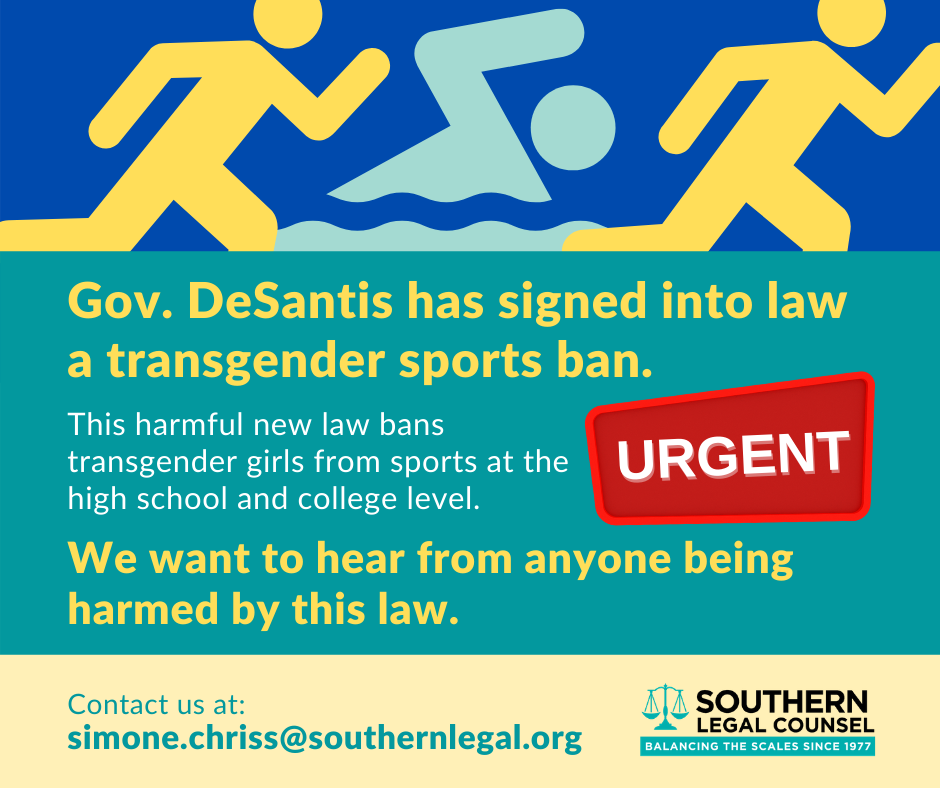 Gov. DeSantis has signed into law
a transgender sports ban.
This harmful new law bans
transgender girls from sports at the
high school and college level.
URGENT
We want to hear from anyone being
harmed by this law.
Contact us at:
simone.chriss@southernlegal.org
SOUTHERN
LEGAL COUNSEL
BALANCING THE SCALES SINCE 1977